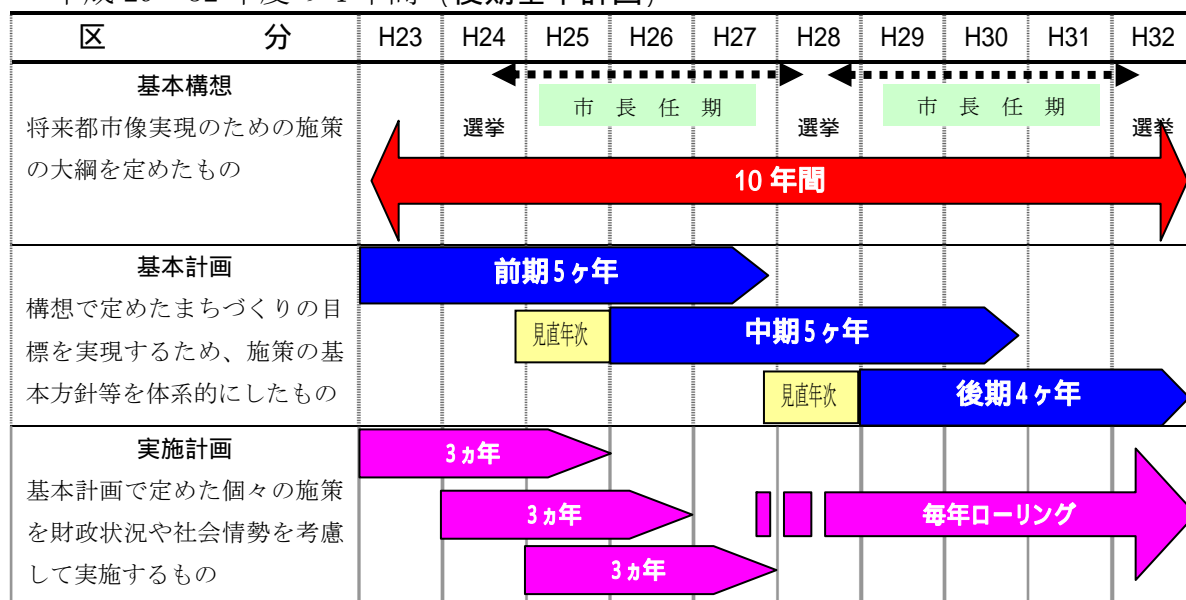 区 分 H23 H24 H25 H26 H27 H28 H29 H30 H31 H32
基本構想
将来都市像実現のための施策
の大綱を定めたもの
市長任期 市長任期
選挙 選挙 選挙
10年間
基本計画
構想で定めたまちづくりの目
標を実現するため、施策の基
本方針等を体系的にしたもの
前期5ヶ年
見直年次 中期5ヶ年
見直年次 後期4ヶ年
実施計画
基本計画で定めた個々の施策
を財政状況や社会情勢を考慮
して実施するもの
3ヵ年
3ヵ年 毎年ローリング
3ヵ年